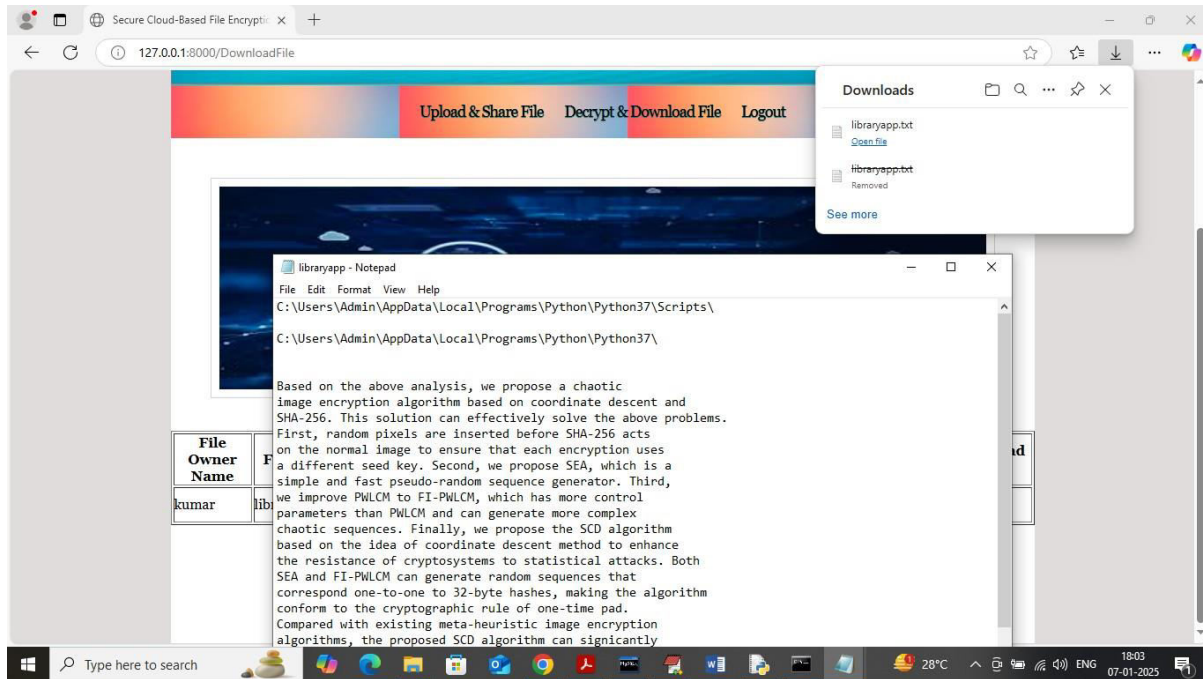 Secure Cloud-Based File Encryptic
127.0.0.1:8000/DownloadFile
Upload & Share File Decrypt & Download File Logout
Downloads
libraryapp.txt
Open file
libraryapp.txt
Removed
See more
libraryapp - Notepad
File Edit Format View Help
C:\Users\Admin\AppData\Local\Programs\Python\Python37\Scripts\
C:\Users\Admin\AppData\Local\Programs\Python\Python37\
Based on the above analysis, we propose a chaotic
image encryption algorithm based on coordinate descent and
SHA-256. This solution can effectively solve the above problems.
First, random pixels are inserted before SHA-256 acts
on the normal image to ensure that each encryption uses
a different seed key. Second, we propose SEA, which is a
simple and fast pseudo-random sequence generator. Third,
we improve PWLCM to FI-PWLCM, which has more control
parameters than PWLCM and can generate more complex
chaotic sequences. Finally, we propose the SCD algorithm
based on the idea of coordinate descent method to enhance
the resistance of cryptosystems to statistical attacks. Both
SEA and FI-PWLCM can generate random sequences that
correspond one-to-one to 32-byte hashes, making the algorithm
conform to the cryptographic rule of one-time pad.
Compared with existing meta-heuristic image encryption
algorithms, the proposed SCD algorithm can signicantly
File
Owner
Name
F
ad
kumar
libr
Type here to search
28°C
ENG
18:03
07-01-2025